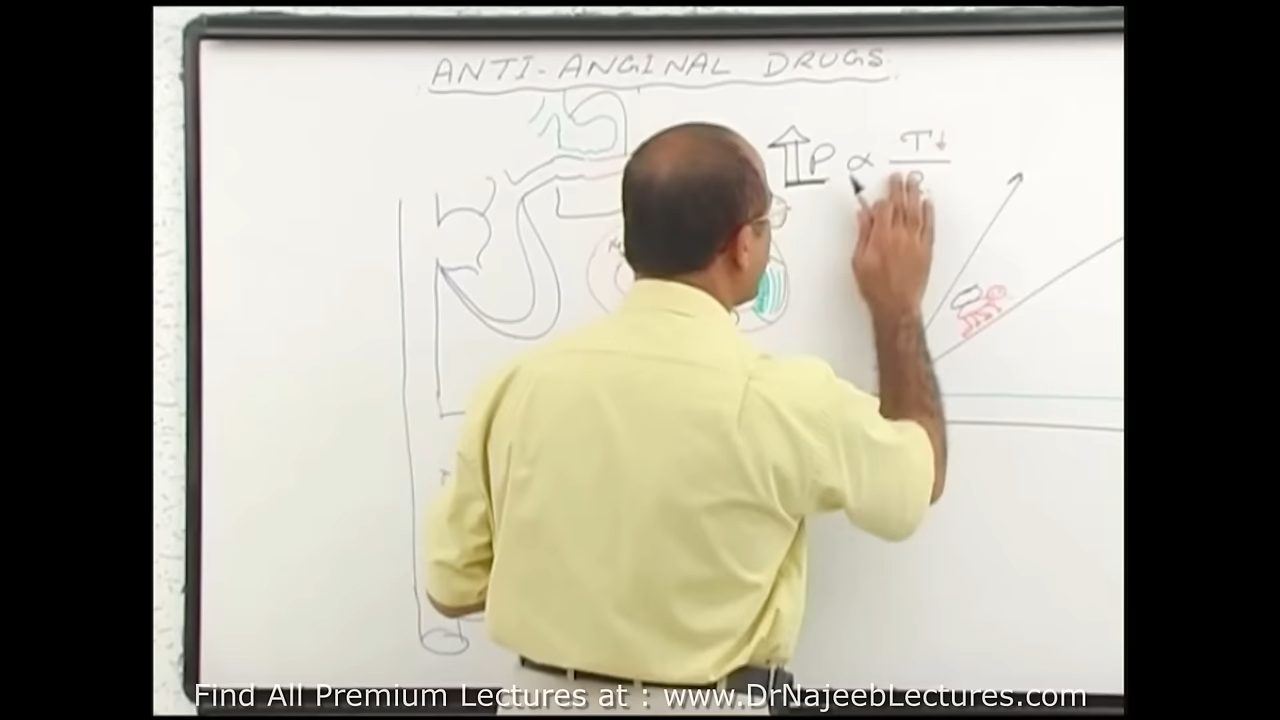 ANTI-ANGINAL DRUGS
↑P ∝ T↓
R
Find All Premium Lectures at : www.DrNajeebLectures.com